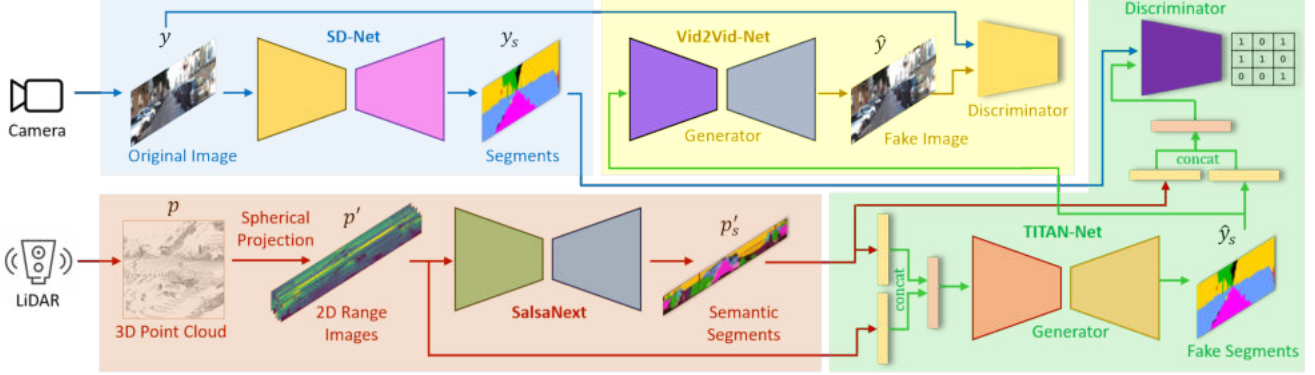 Camera
y
Original Image
SD-Net
y_s
Segments
Vid2Vid-Net
Generator
ŷ
Fake Image
Discriminator
Discriminator
1 0 1
1 1 0
0 0 1
concat
LiDAR
p
3D Point Cloud
Spherical
Projection
p′
2D Range
Images
SalsaNext
p′_s
Semantic
Segments
concat
TITAN-Net
Generator
ŷ_s
Fake Segments